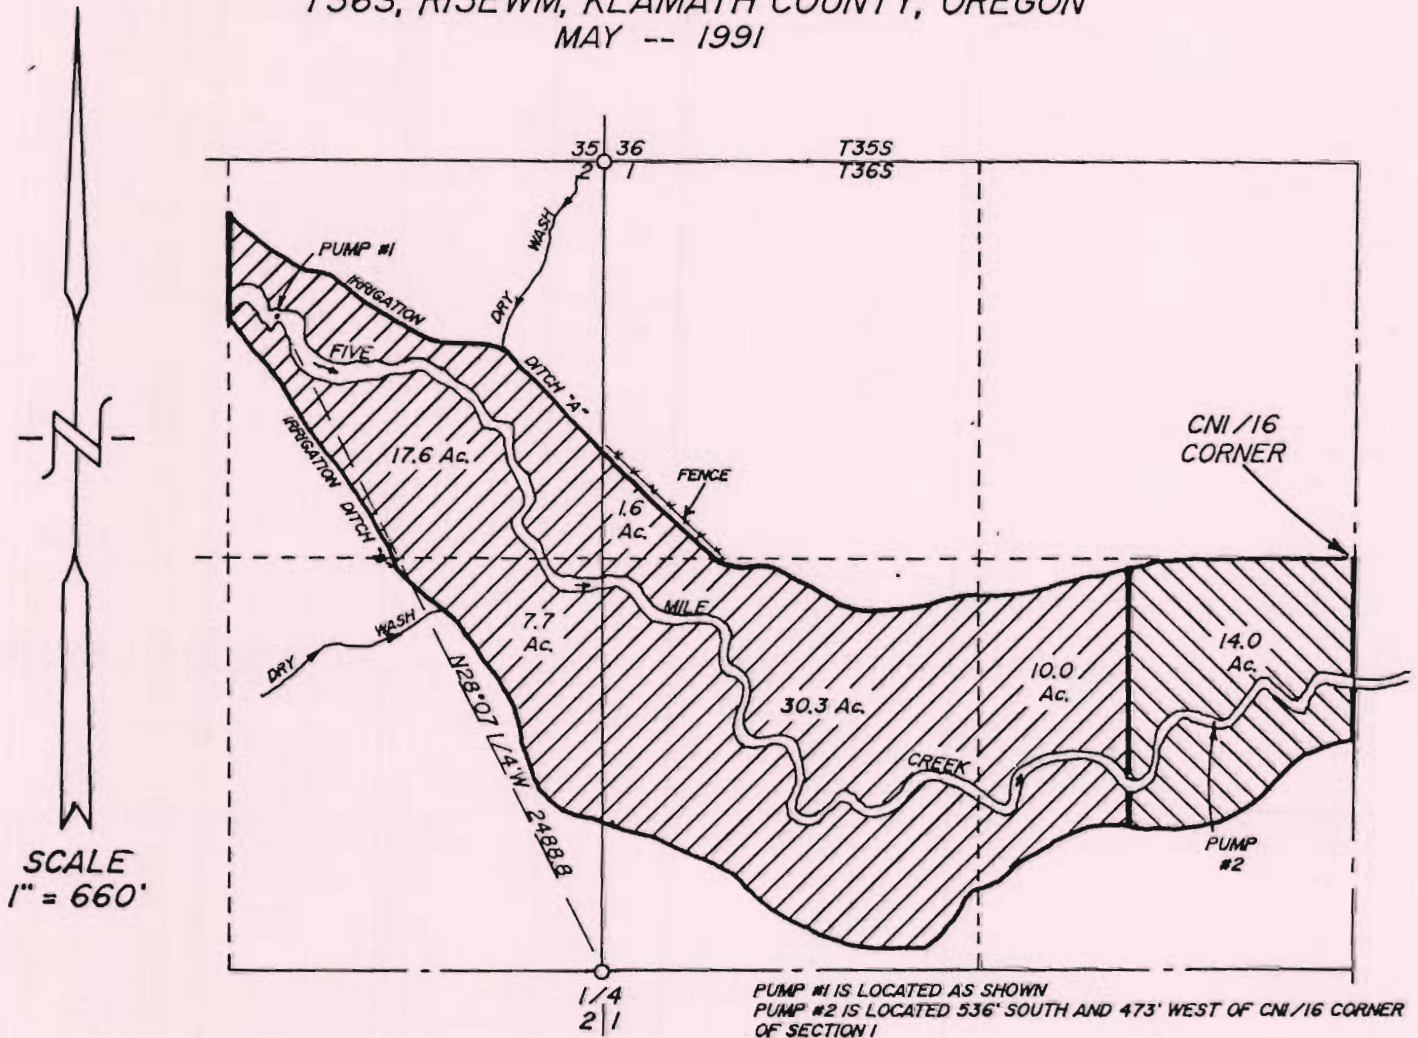 T36S, R15EWM, KLAMATH COUNTY, OREGON
MAY -- 1991
35 36
T35S
2 1
T36S
DRY WASH
PUMP #1
IRRIGATION DITCH "A"
FIVE MILE CREEK
17.6 Ac.
1.6
Ac.
FENCE
CN1/16
CORNER
IRRIGATION DITCH
DRY WASH
7.7
Ac.
30.3 Ac.
10.0
Ac.
14.0
Ac.
N28°07 1/4'W 2488.8
PUMP
#2
N
SCALE
1" = 660'
1/4
2 1
PUMP #1 IS LOCATED AS SHOWN
PUMP #2 IS LOCATED 536' SOUTH AND 473' WEST OF CN1/16 CORNER
OF SECTION 1